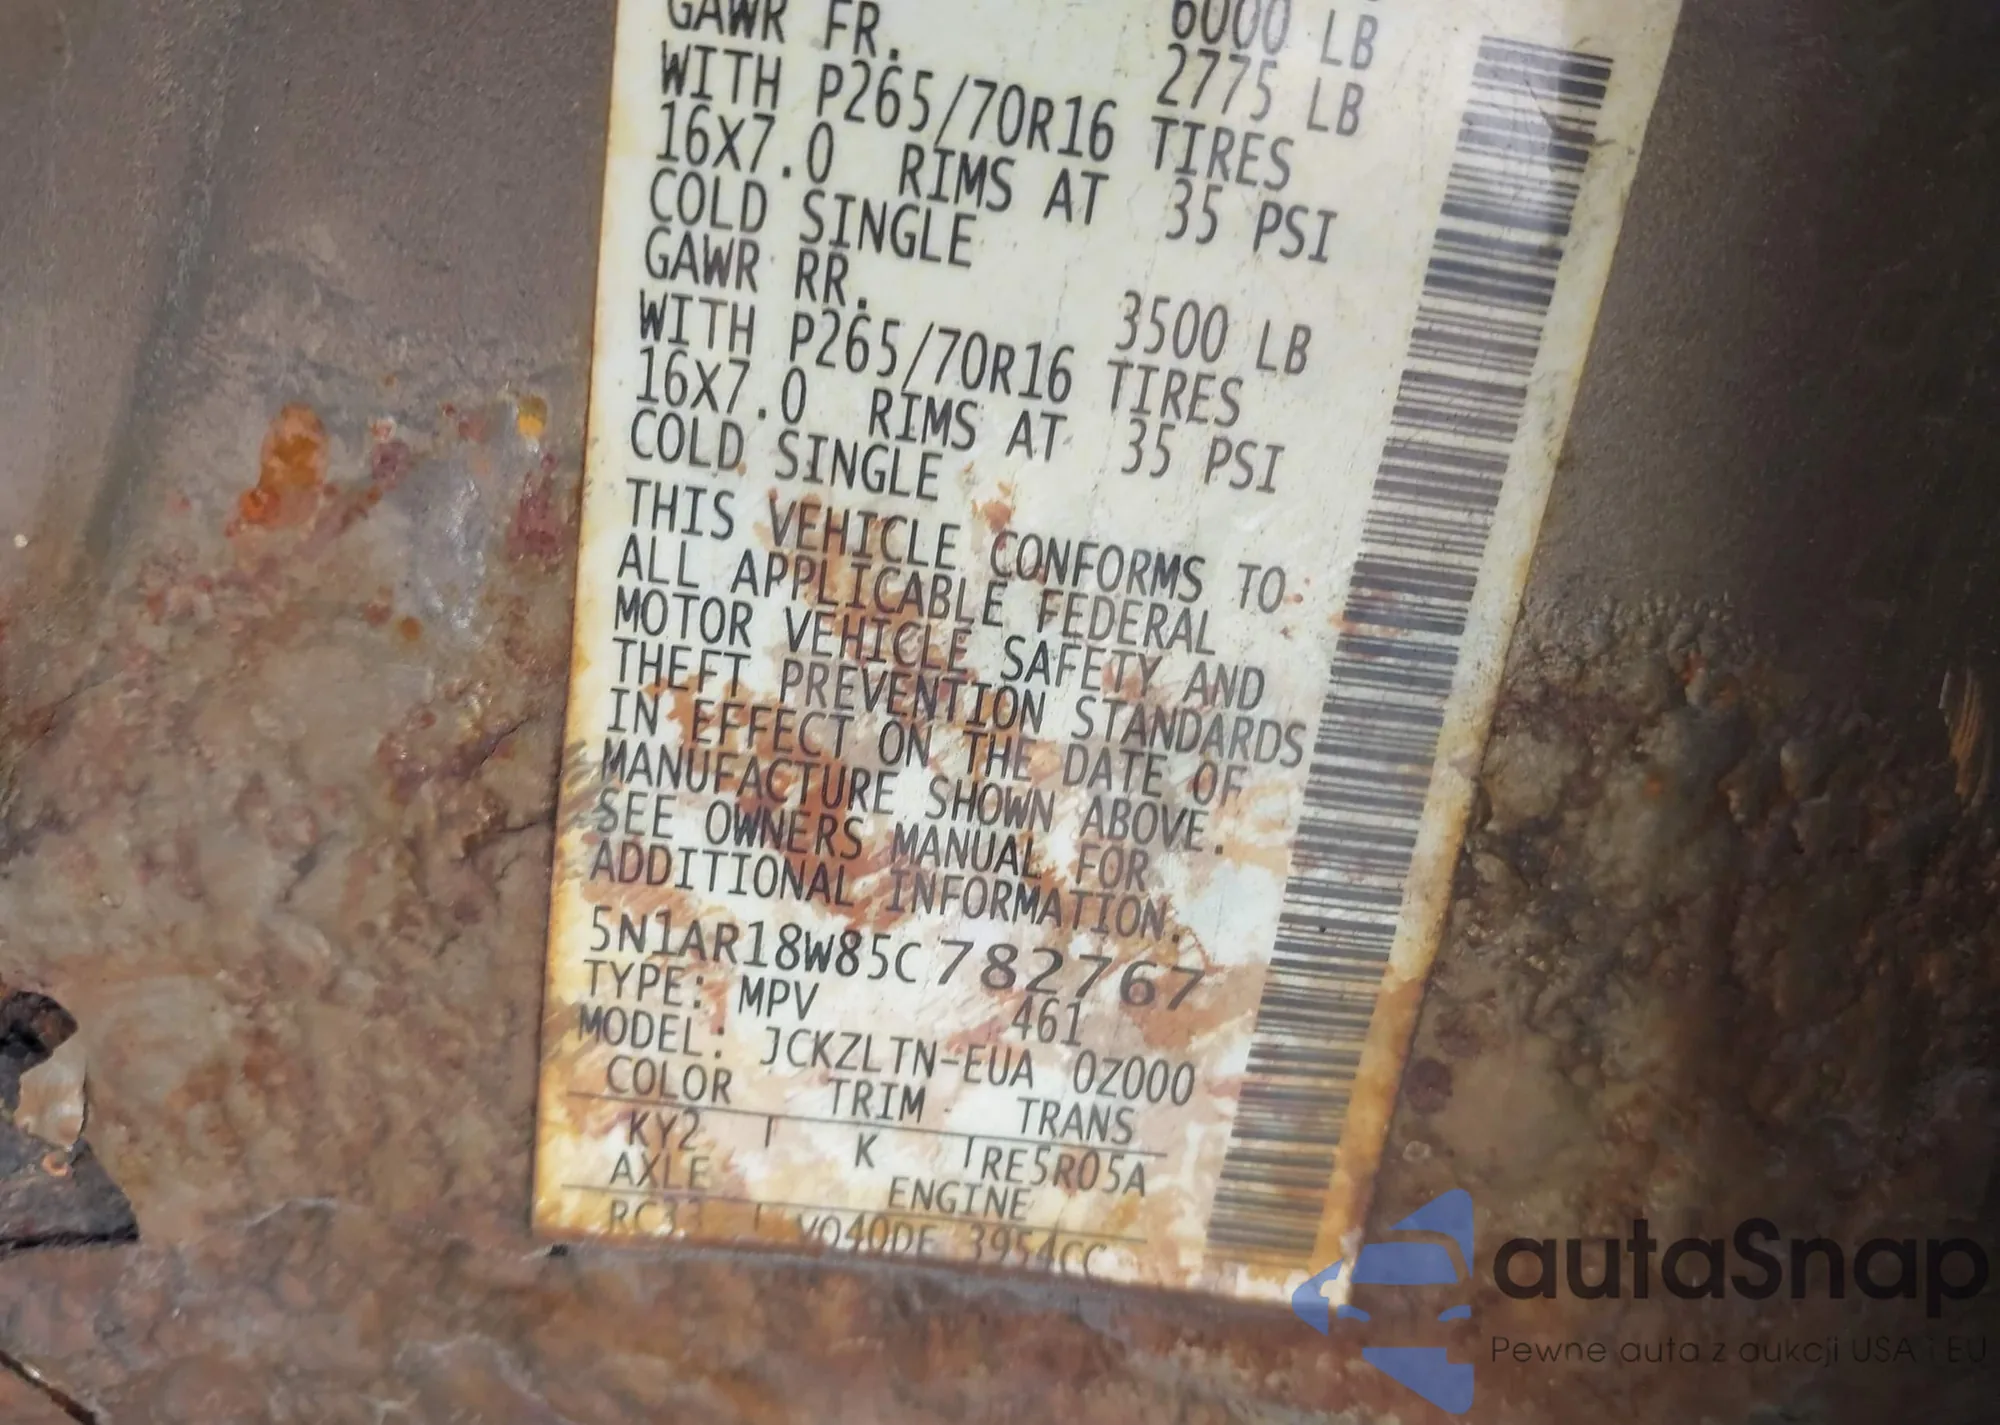 6000 LB
GAWR FR. 2775 LB
WITH P265/70R16 TIRES
16X7.0 RIMS AT 35 PSI
COLD SINGLE
GAWR RR. 3500 LB
WITH P265/70R16 TIRES
16X7.0 RIMS AT 35 PSI
COLD SINGLE
THIS VEHICLE CONFORMS TO
ALL APPLICABLE FEDERAL
MOTOR VEHICLE SAFETY AND
THEFT PREVENTION STANDARDS
IN EFFECT ON THE DATE OF
MANUFACTURE SHOWN ABOVE.
SEE OWNERS MANUAL FOR
ADDITIONAL INFORMATION.
5N1AR18W85C782767
TYPE: MPV 461
MODEL: JCKZLTN-EUA 0Z000
COLOR TRIM TRANS
KY2 K RE5R05A
AXLE ENGINE
RC33 VQ40DE 3954CC
autaSnap
Pewne auta z aukcji USA i EU